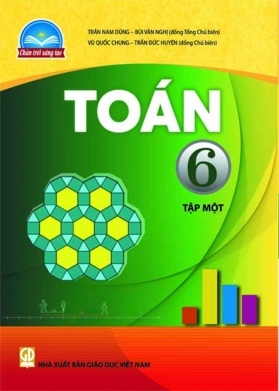 TRẦN NAM DŨNG – BÙI VĂN NGHỊ (đồng Tổng Chủ biên)
VŨ QUỐC CHUNG – TRẦN ĐỨC HUYÊN (đồng Chủ biên)
Chân trời sáng tạo
TOÁN
6
TẬP MỘT
NHÀ XUẤT BẢN GIÁO DỤC VIỆT NAM